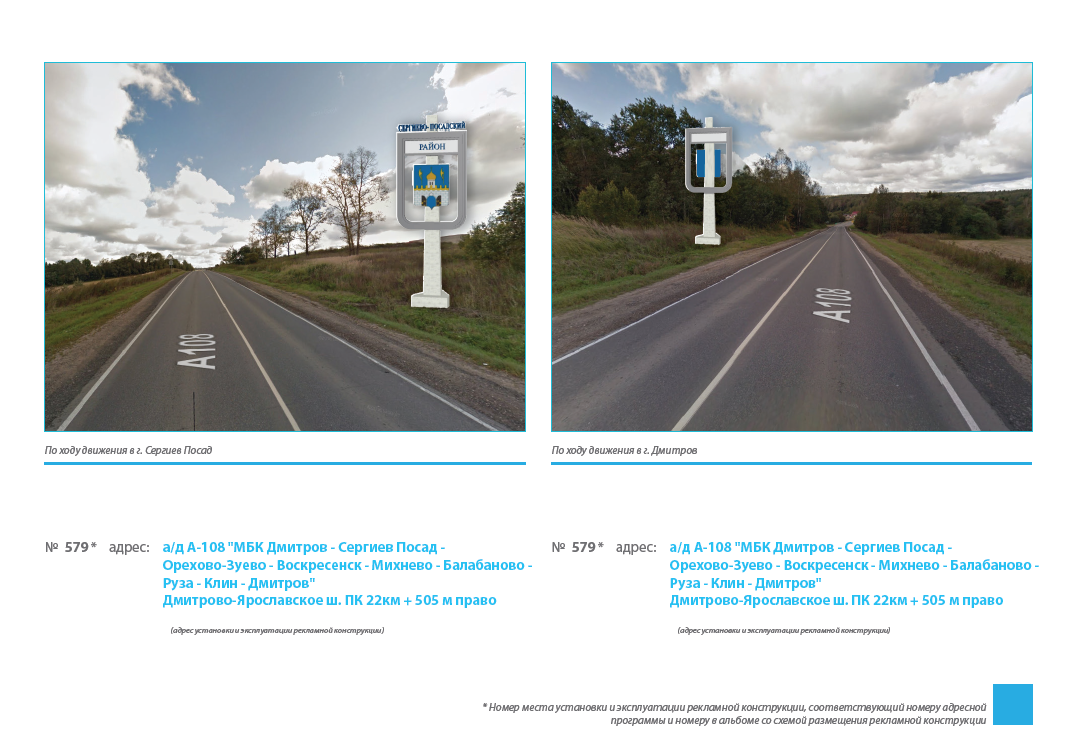 СЕРГИЕВО-ПОСАДСКИЙ
РАЙОН
А108
А108
По ходу движения в г. Сергиев Посад
По ходу движения в г. Дмитров
№ 579 * адрес: а/д А-108 "МБК Дмитров - Сергиев Посад -
Орехово-Зуево - Воскресенск - Михнево - Балабаново -
Руза - Клин - Дмитров"
Дмитрово-Ярославское ш. ПК 22км + 505 м право
(адрес установки и эксплуатации рекламной конструкции)
№ 579 * адрес: а/д А-108 "МБК Дмитров - Сергиев Посад -
Орехово-Зуево - Воскресенск - Михнево - Балабаново -
Руза - Клин - Дмитров"
Дмитрово-Ярославское ш. ПК 22км + 505 м право
(адрес установки и эксплуатации рекламной конструкции)
* Номер места установки и эксплуатации рекламной конструкции, соответствующий номеру адресной
программы и номеру в альбоме со схемой размещения рекламной конструкции